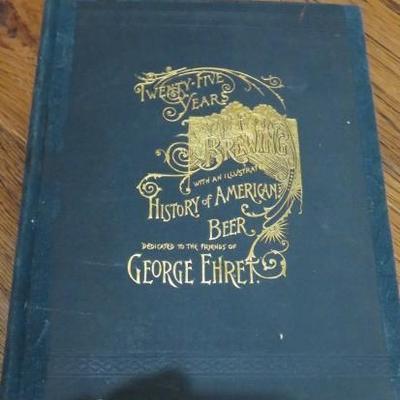 TWENTY-FIVE
YEARS
BREWING
WITH AN ILLUSTRATED
HISTORY of AMERICAN
BEER
DEDICATED TO THE FRIENDS OF
GEORGE EHRET.